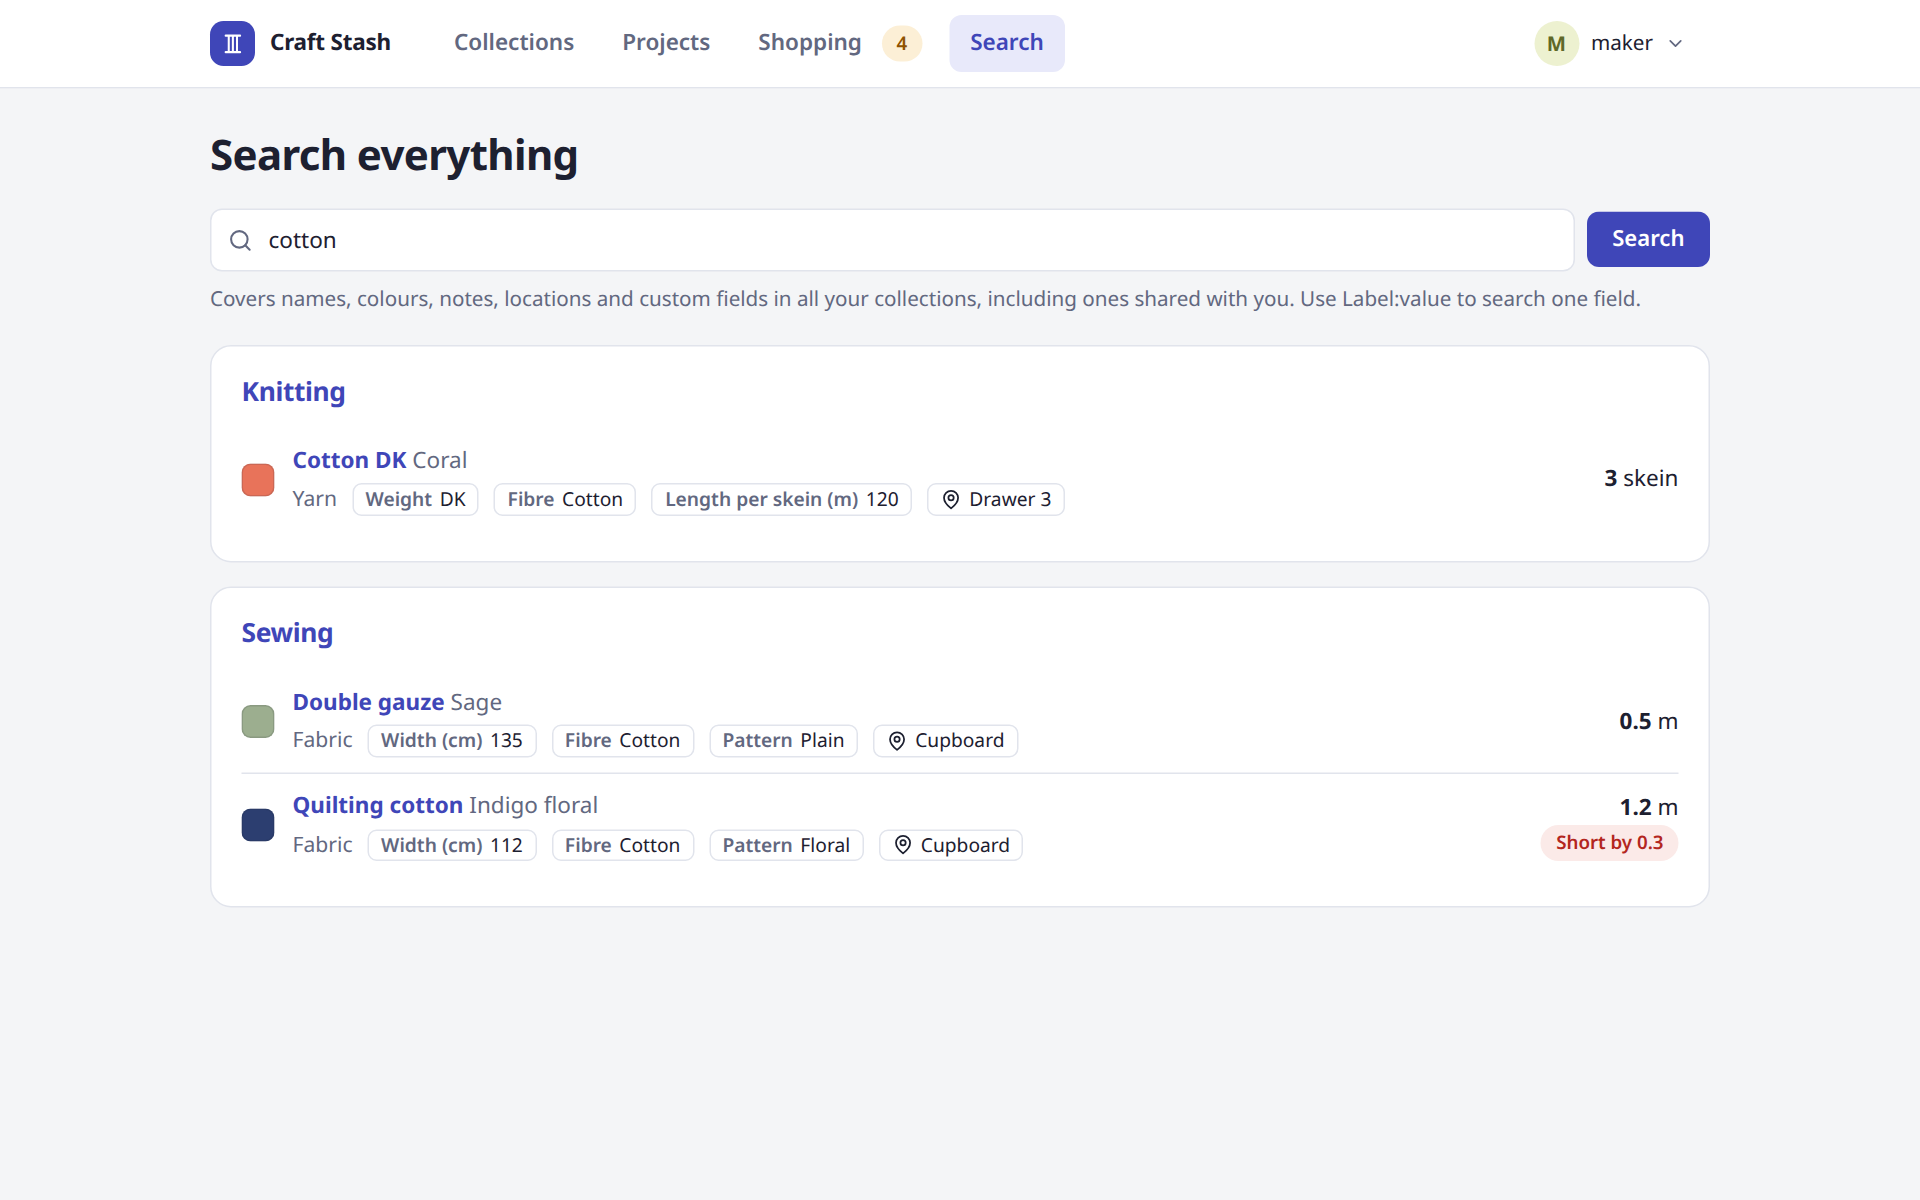 Craft Stash Collections Projects Shopping 4 Search M maker
Search everything
cotton Search
Covers names, colours, notes, locations and custom fields in all your collections, including ones shared with you. Use Label:value to search one field.
Knitting
Cotton DK Coral
Yarn Weight DK Fibre Cotton Length per skein (m) 120 Drawer 3
3 skein
Sewing
Double gauze Sage
Fabric Width (cm) 135 Fibre Cotton Pattern Plain Cupboard
0.5 m
Quilting cotton Indigo floral
Fabric Width (cm) 112 Fibre Cotton Pattern Floral Cupboard
1.2 m
Short by 0.3